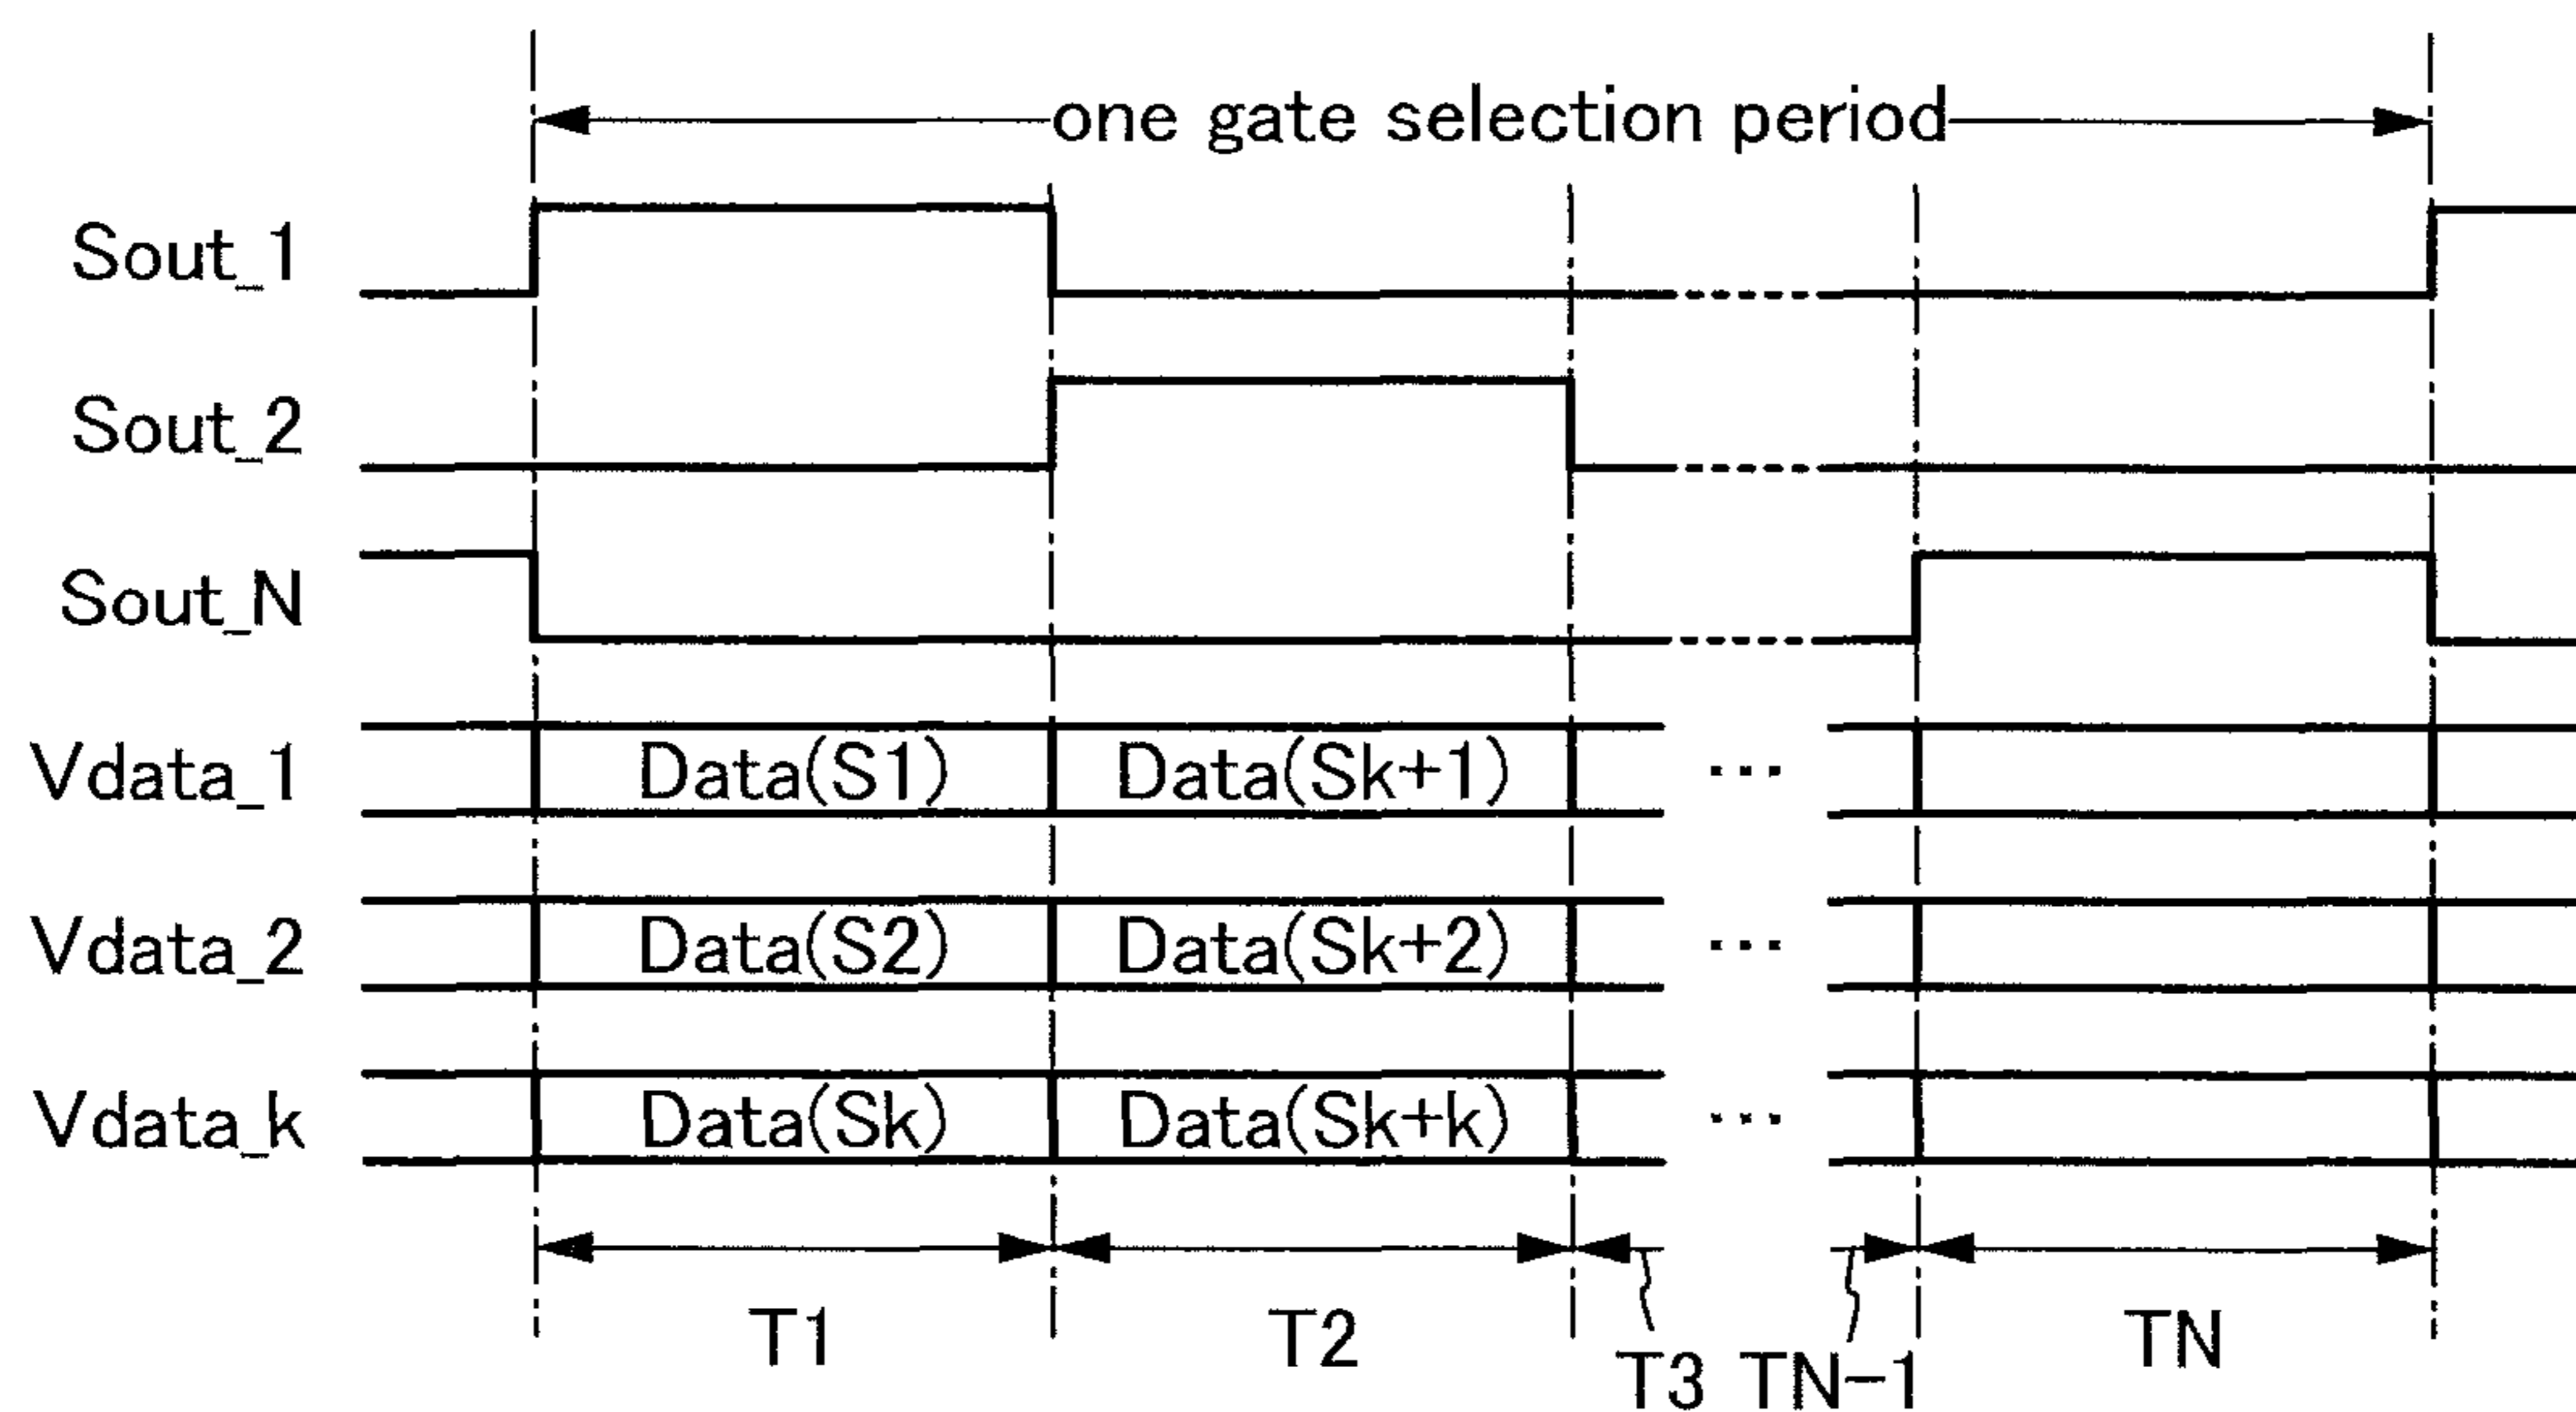 one gate selection period
Sout_1
Sout_2
Sout_N
Vdata_1 Data(S1) Data(Sk+1) ...
Vdata_2 Data(S2) Data(Sk+2) ...
Vdata_k Data(Sk) Data(Sk+k) ...
T1 T2 T3 TN-1 TN